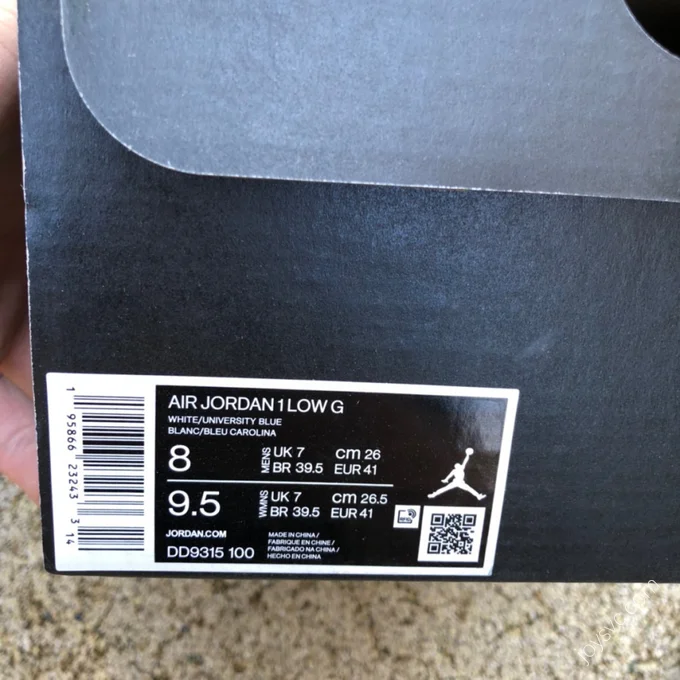 AIR JORDAN 1 LOW G
WHITE/UNIVERSITY BLUE
BLANC/BLEU CAROLINA
8 MENS UK 7 cm 26
BR 39.5 EUR 41
9.5 WMNS UK 7 cm 26.5
BR 39.5 EUR 41
JORDAN.COM
DD9315 100
MADE IN CHINA /
FABRIQUE EN CHINE /
FABRICADO NA CHINA /
HECHO EN CHINA
1 95866 23243 3 14